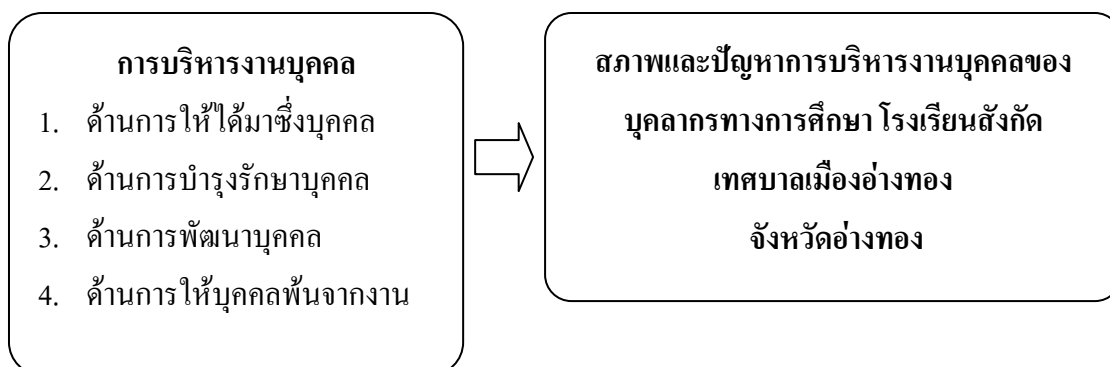 การบริหารงานบุคคล
1. ด้านการให้ได้มาซึ่งบุคคล
2. ด้านการบำรุงรักษาบุคคล
3. ด้านการพัฒนาบุคคล
4. ด้านการให้บุคคลพ้นจากงาน
สภาพและปัญหาการบริหารงานบุคคลของ
บุคลากรทางการศึกษา โรงเรียนสังกัด
เทศบาลเมืองอ่างทอง
จังหวัดอ่างทอง